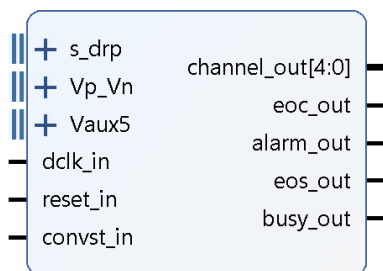 s_drp
Vp_Vn
Vaux5
dclk_in
reset_in
convst_in
channel_out[4:0]
eoc_out
alarm_out
eos_out
busy_out